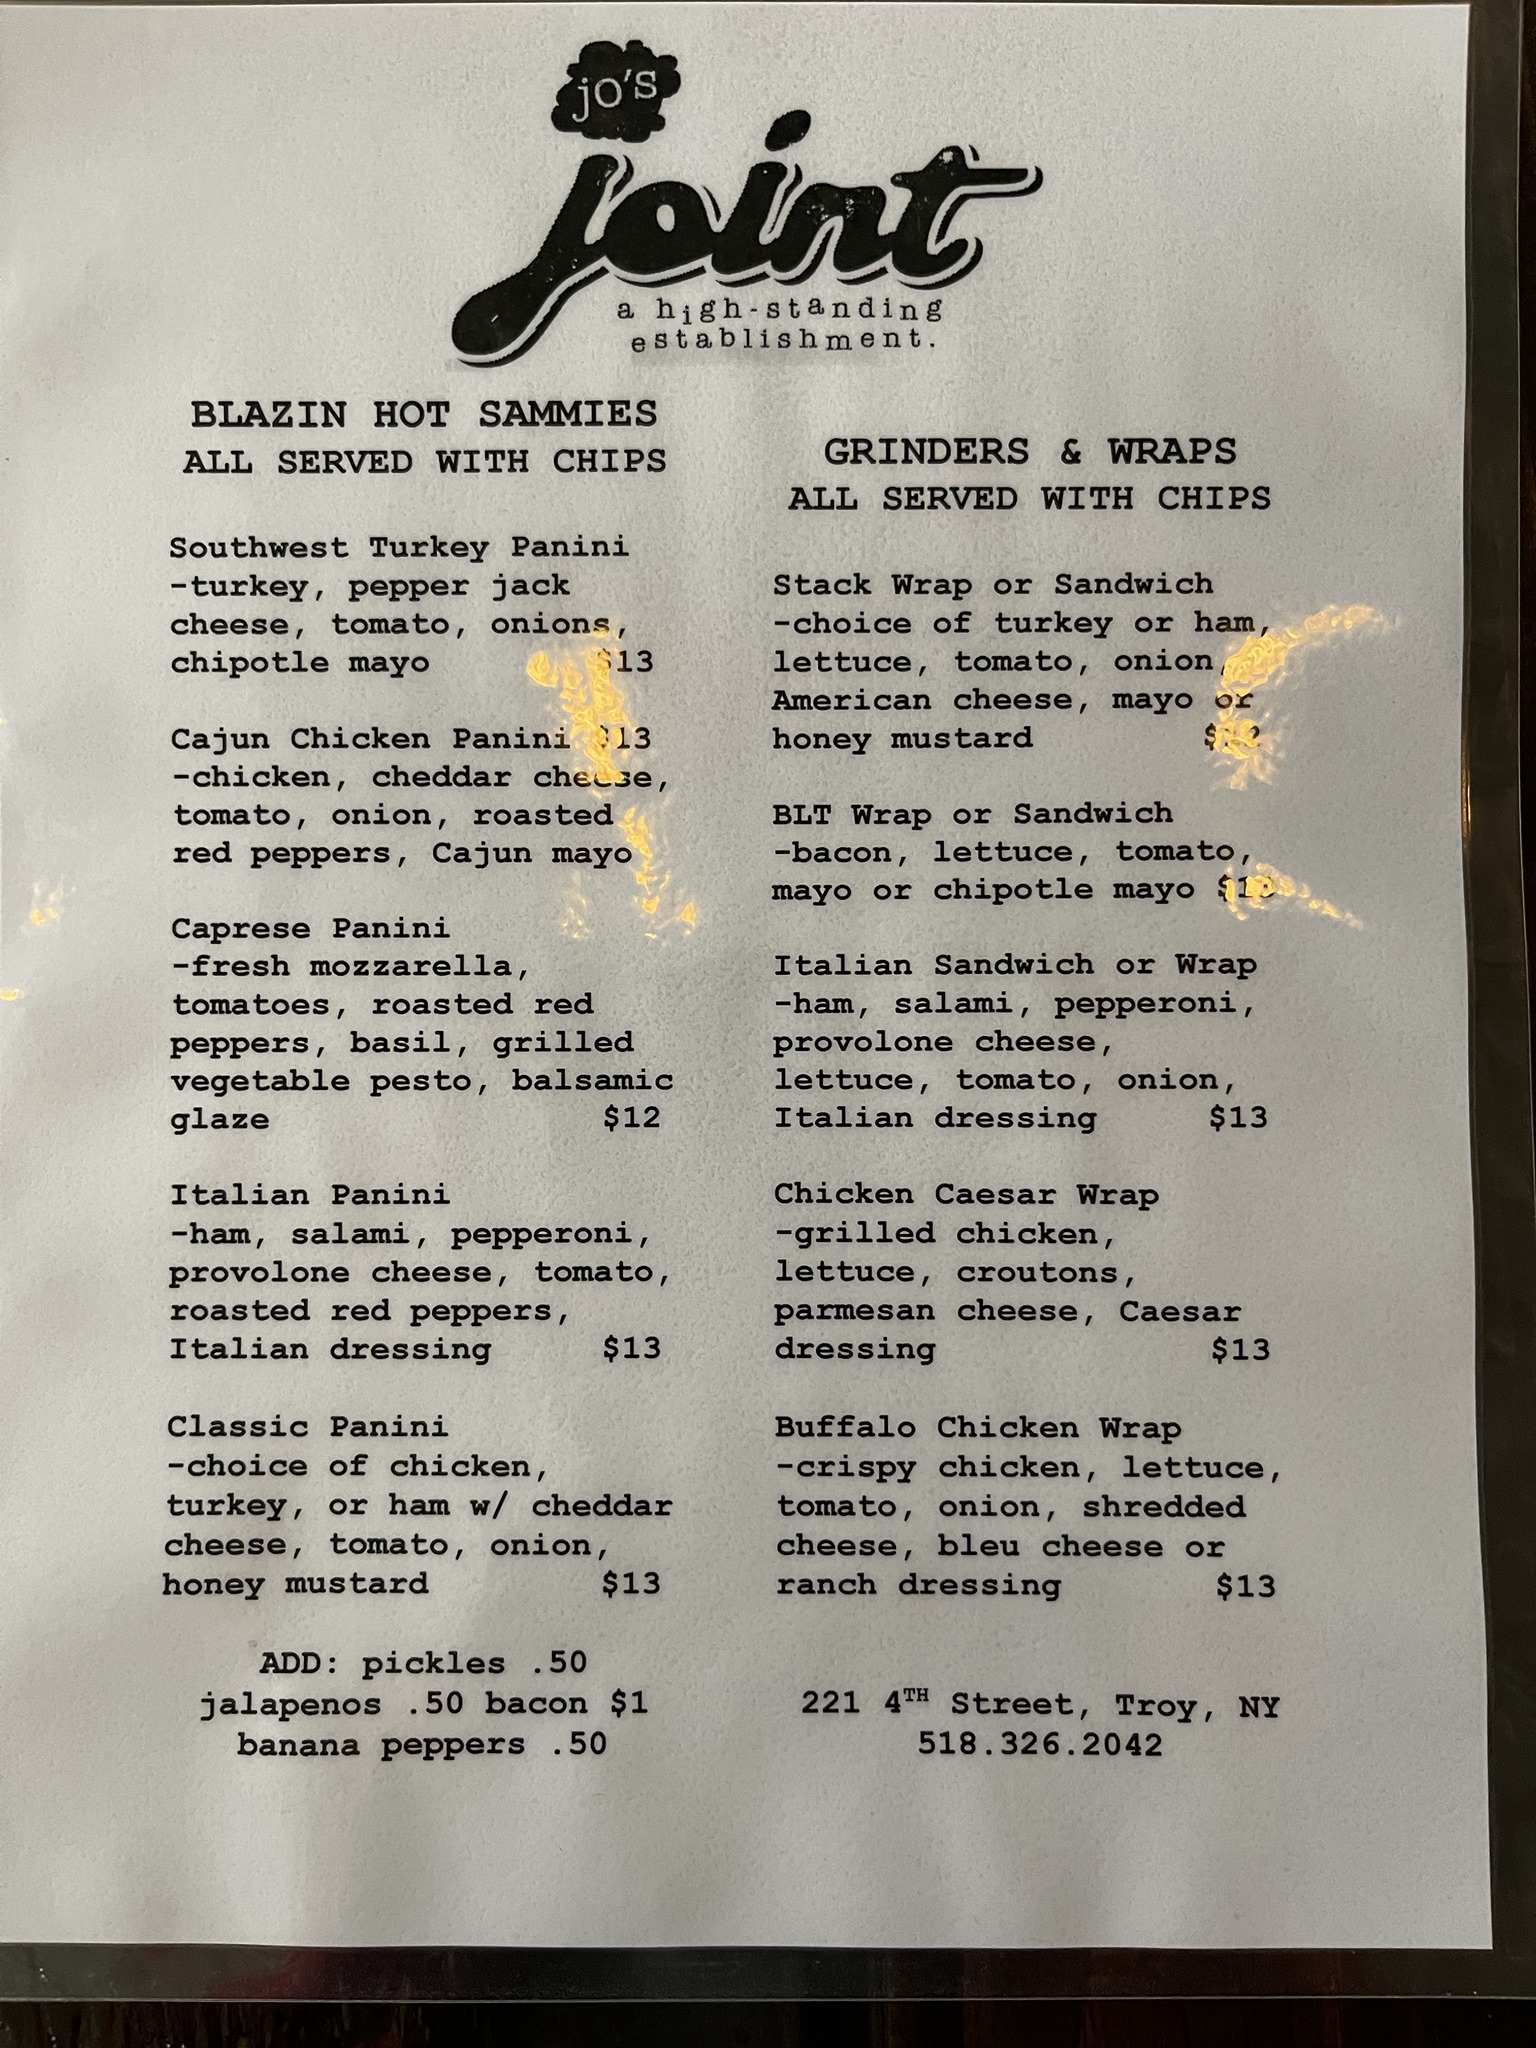 jo's
joint
a high-standing
establishment.
BLAZIN HOT SAMMIES
ALL SERVED WITH CHIPS
Southwest Turkey Panini
-turkey, pepper jack
cheese, tomato, onions,
chipotle mayo $13
Cajun Chicken Panini $13
-chicken, cheddar cheese,
tomato, onion, roasted
red peppers, Cajun mayo
Caprese Panini
-fresh mozzarella,
tomatoes, roasted red
peppers, basil, grilled
vegetable pesto, balsamic
glaze $12
Italian Panini
-ham, salami, pepperoni,
provolone cheese, tomato,
roasted red peppers,
Italian dressing $13
Classic Panini
-choice of chicken,
turkey, or ham w/ cheddar
cheese, tomato, onion,
honey mustard $13
ADD: pickles .50
jalapenos .50 bacon $1
banana peppers .50
GRINDERS & WRAPS
ALL SERVED WITH CHIPS
Stack Wrap or Sandwich
-choice of turkey or ham,
lettuce, tomato, onion,
American cheese, mayo or
honey mustard
BLT Wrap or Sandwich
-bacon, lettuce, tomato,
mayo or chipotle mayo
Italian Sandwich or Wrap
-ham, salami, pepperoni,
provolone cheese,
lettuce, tomato, onion,
Italian dressing $13
Chicken Caesar Wrap
-grilled chicken,
lettuce, croutons,
parmesan cheese, Caesar
dressing $13
Buffalo Chicken Wrap
-crispy chicken, lettuce,
tomato, onion, shredded
cheese, bleu cheese or
ranch dressing $13
221 4TH Street, Troy, NY
518.326.2042